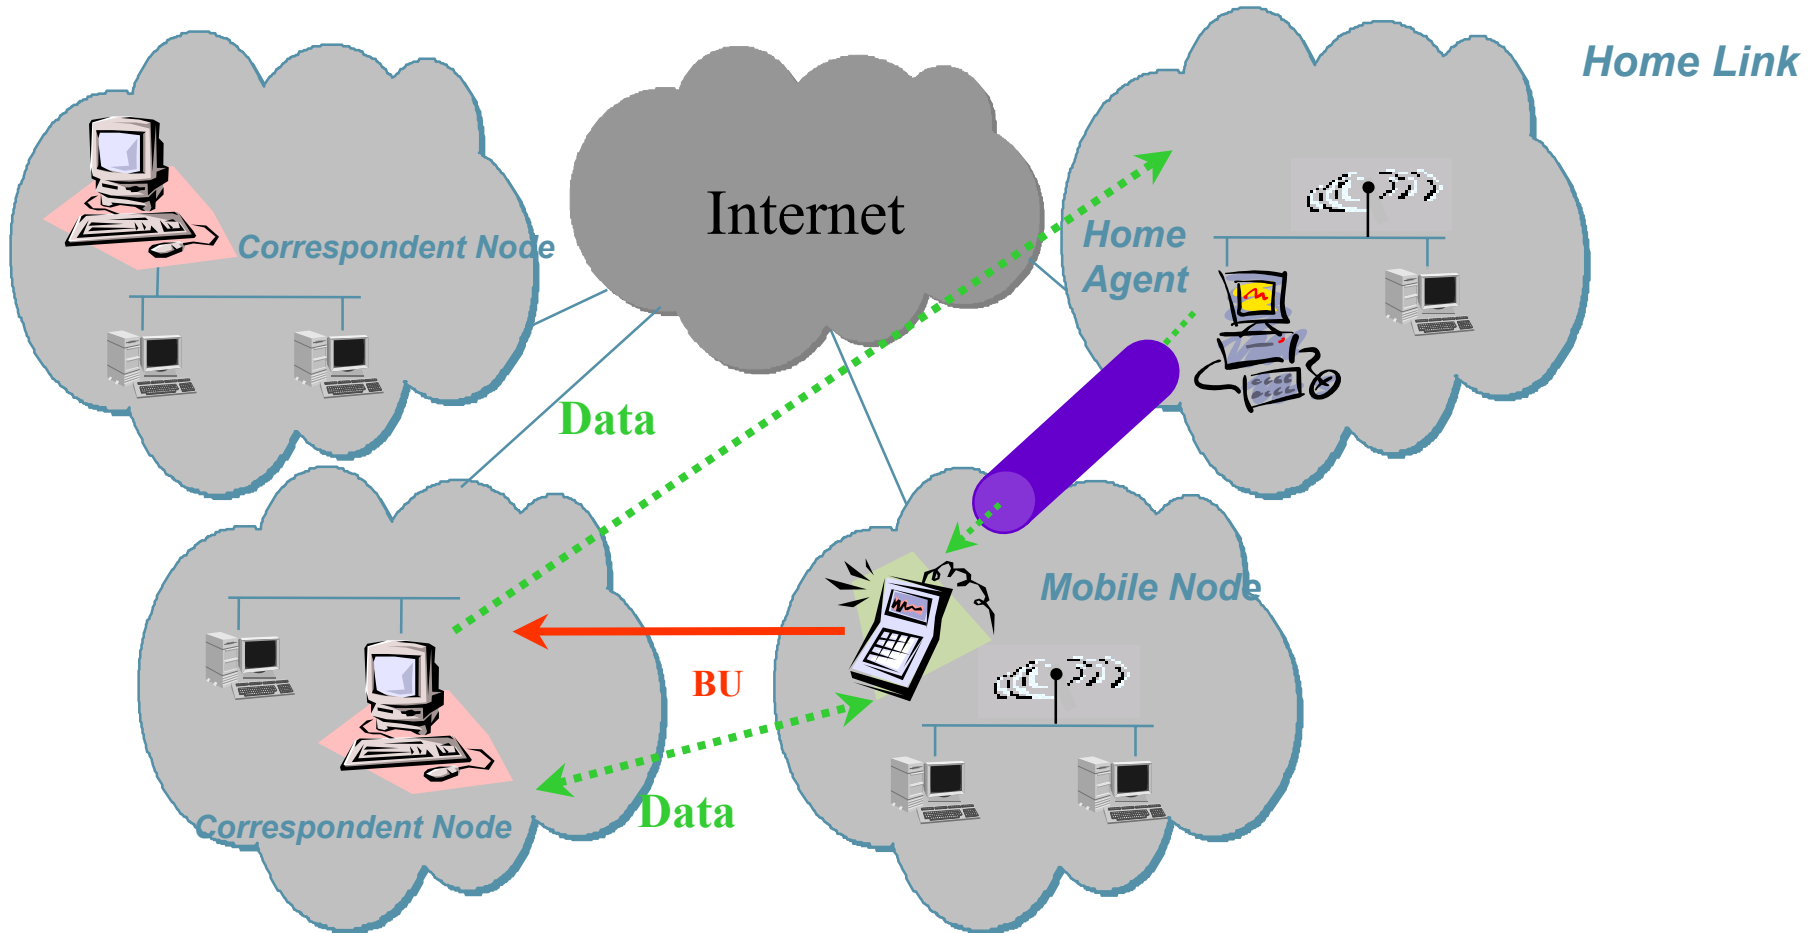 Home Link
Internet
Correspondent Node
Home
Agent
Data
Mobile Node
BU
Data
Correspondent Node